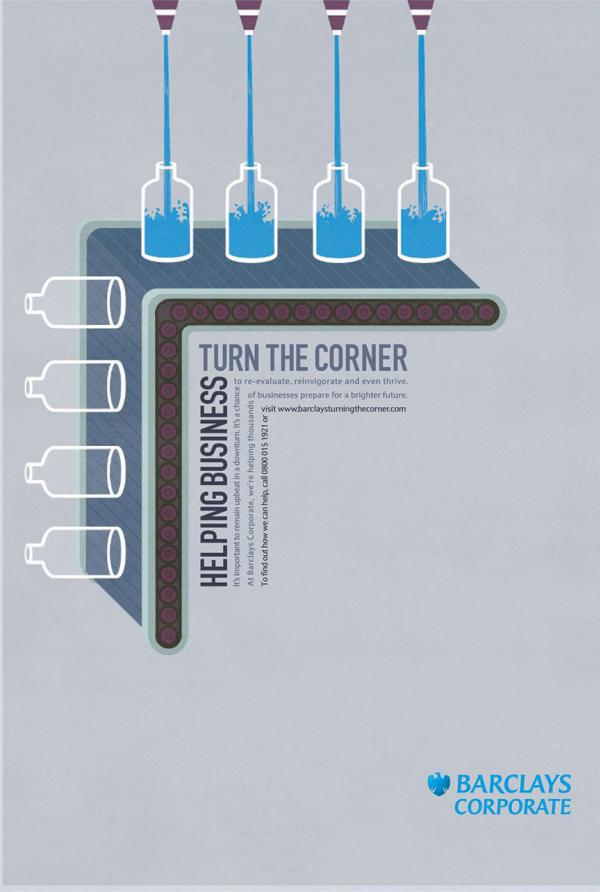 HELPING BUSINESS
TURN THE CORNER
It's important to remain upbeat in a downturn. It's a chance
to re-evaluate, reinvigorate and even thrive.
At Barclays Corporate, we're helping thousands
of businesses prepare for a brighter future.
To find out how we can help, call 0800 015 1921 or
visit www.barclaysturningthecorner.com
BARCLAYS
CORPORATE